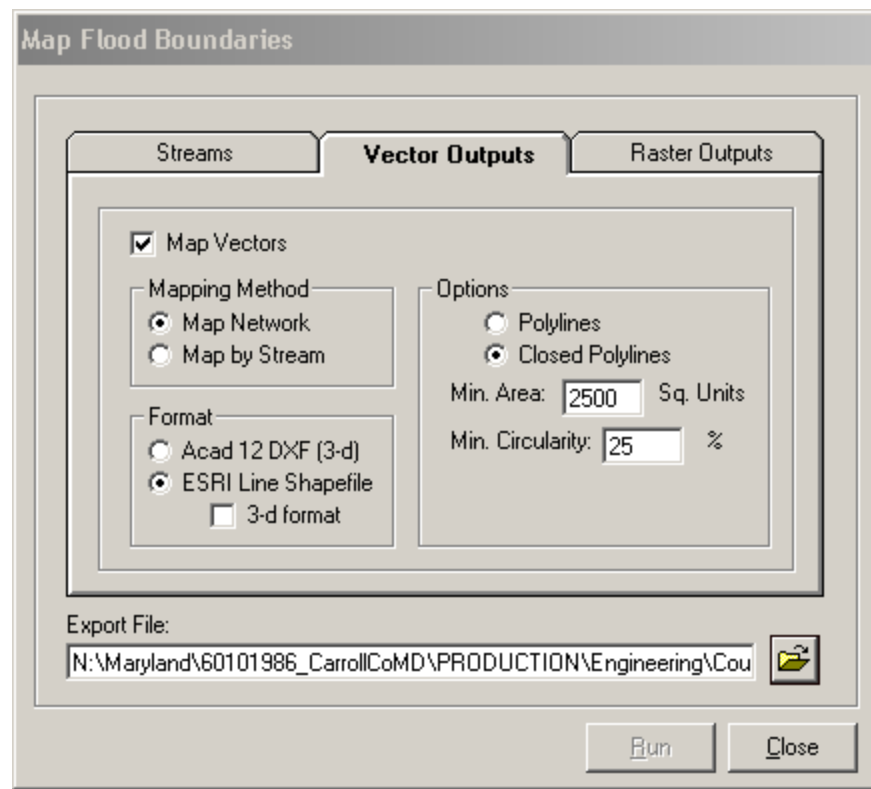 Map Flood Boundaries
Streams
Vector Outputs
Raster Outputs
Map Vectors
Mapping Method
Map Network
Map by Stream
Format
Acad 12 DXF (3-d)
ESRI Line Shapefile
3-d format
Options
Polylines
Closed Polylines
Min. Area: 2500 Sq. Units
Min. Circularity: 25 %
Export File:
N:\Maryland\60101986_CarrollCoMD\PRODUCTION\Engineering\Cou
Run
Close